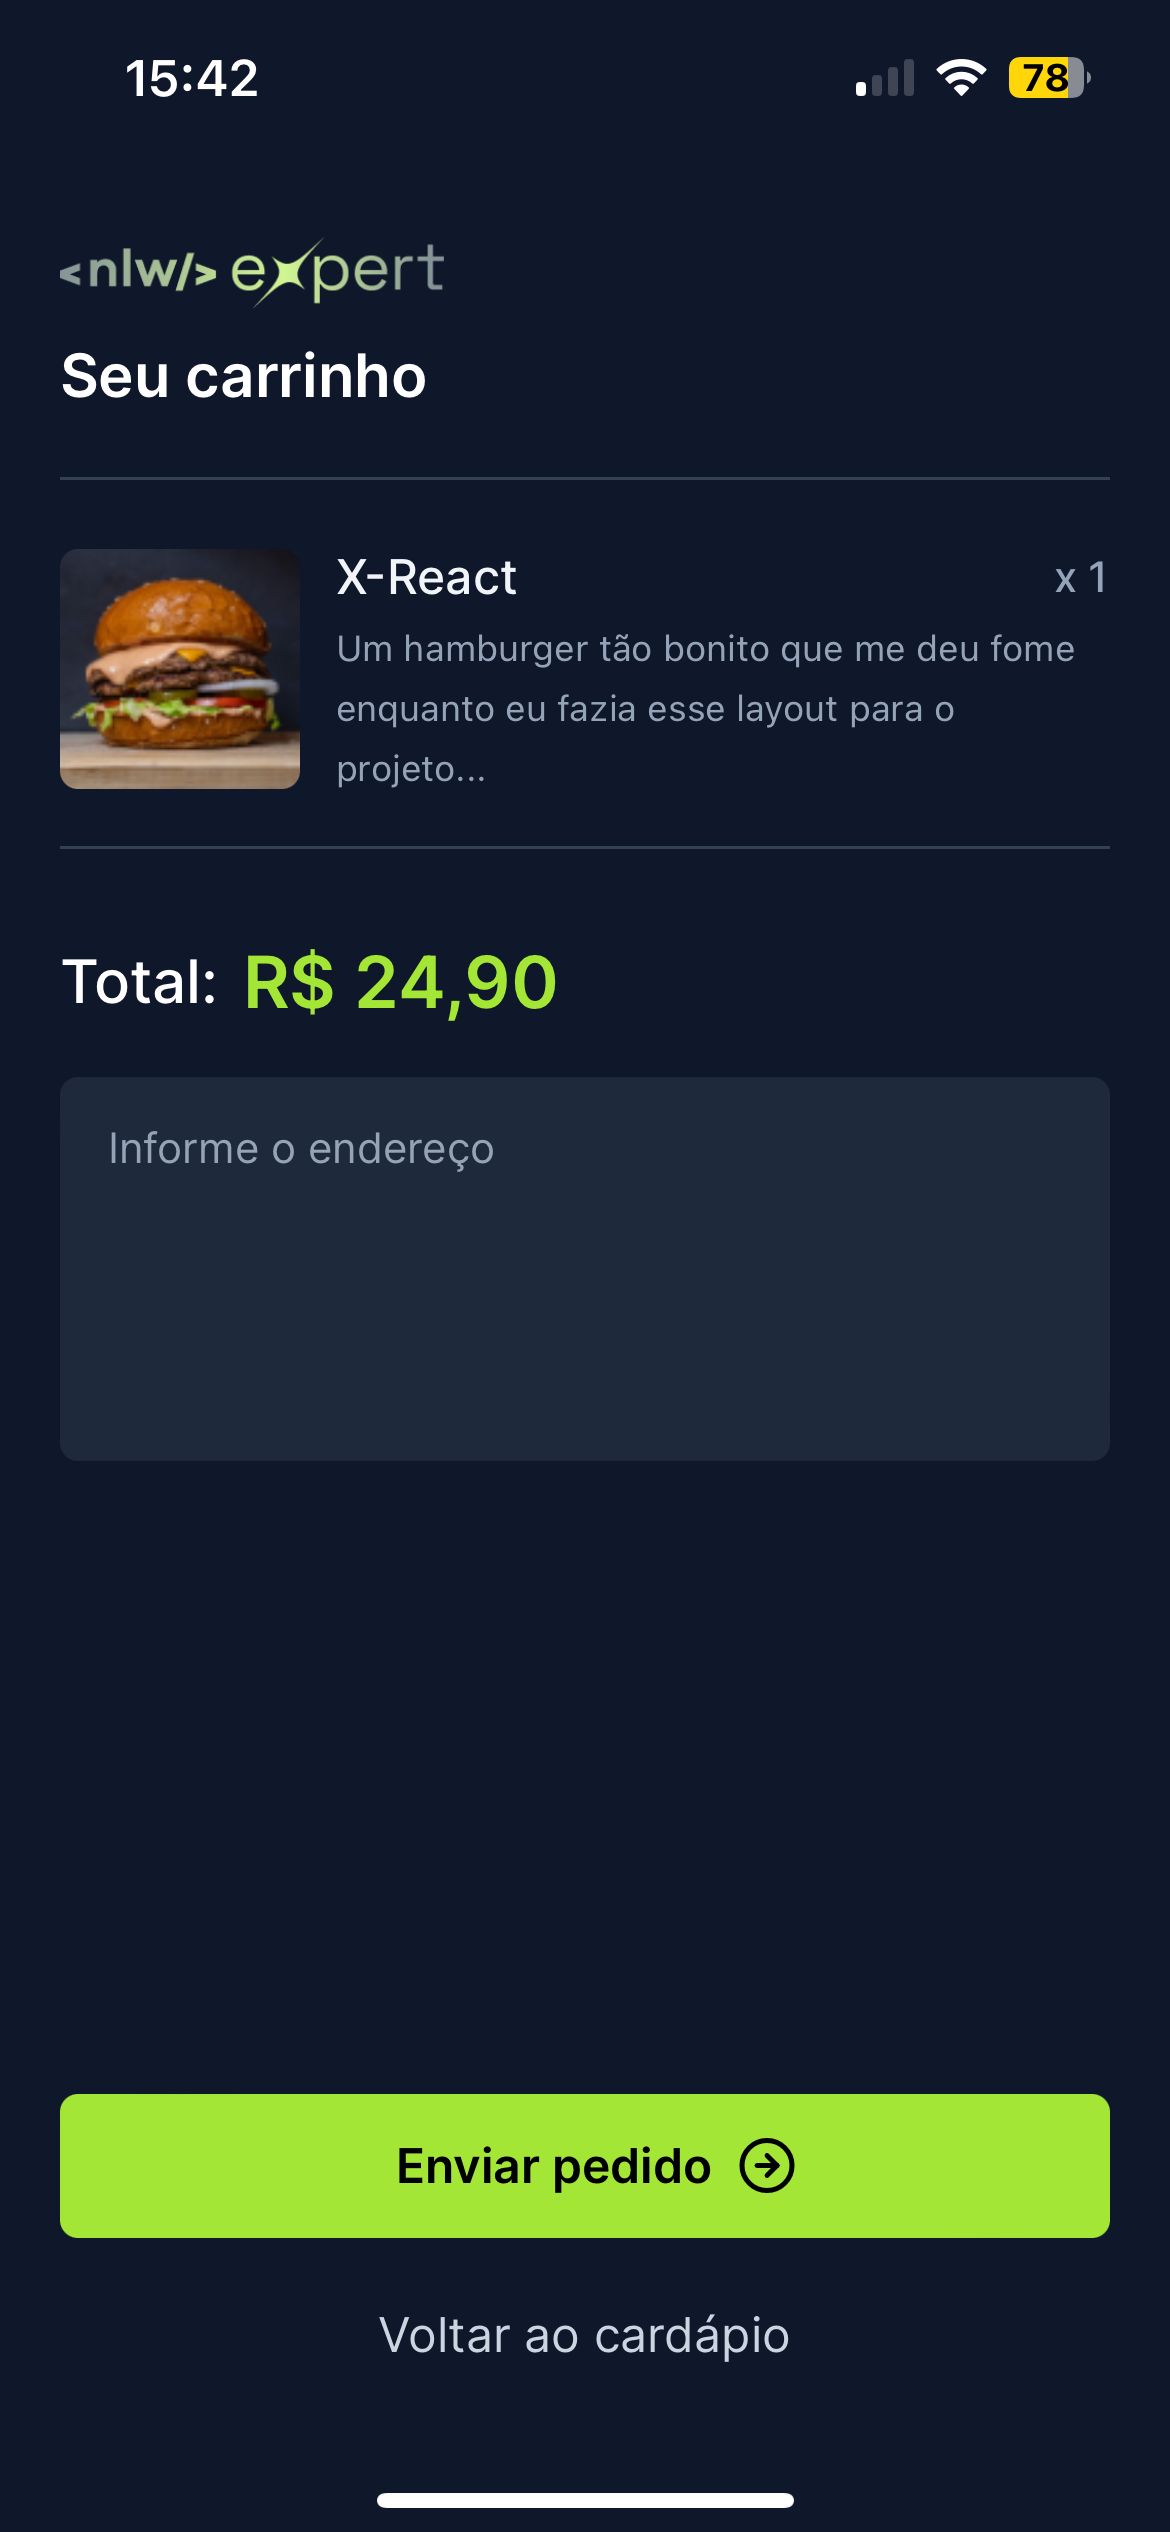 15:42
78
<nlw/> expert
Seu carrinho
X-React
x 1
Um hamburger tão bonito que me deu fome
enquanto eu fazia esse layout para o
projeto...
Total: R$ 24,90
Informe o endereço
Enviar pedido
Voltar ao cardápio